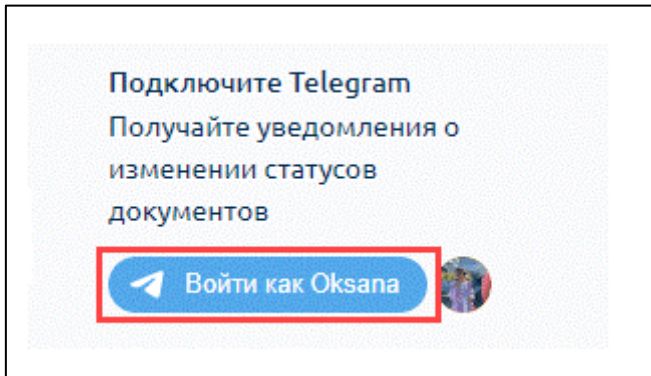 Подключите Telegram
Получайте уведомления о
изменении статусов
документов
Войти как Oksana